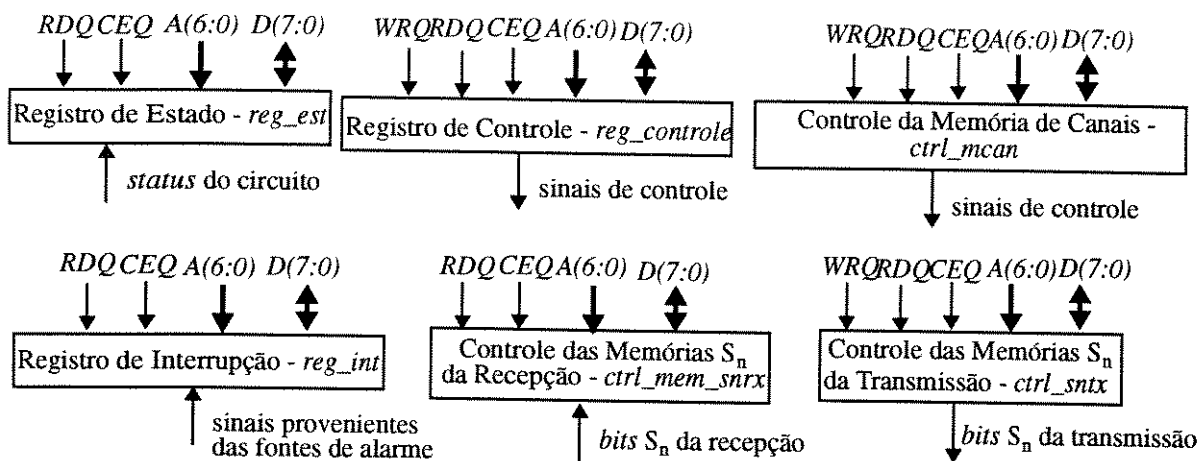 RDQ CEQ A(6:0) D(7:0)
Registro de Estado - reg_est
status do circuito
WRQ RDQ CEQ A(6:0) D(7:0)
Registro de Controle - reg_controle
sinais de controle
WRQ RDQ CEQ A(6:0) D(7:0)
Controle da Memória de Canais -
ctrl_mcan
sinais de controle
RDQ CEQ A(6:0) D(7:0)
Registro de Interrupção - reg_int
sinais provenientes
das fontes de alarme
RDQ CEQ A(6:0) D(7:0)
Controle das Memórias Sn
da Recepção - ctrl_mem_snrx
bits Sn da recepção
WRQ RDQ CEQ A(6:0) D(7:0)
Controle das Memórias Sn
da Transmissão - ctrl_sntx
bits Sn da transmissão